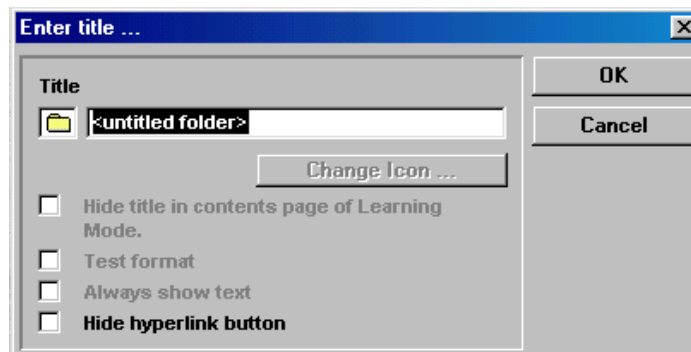 Enter title ...
Title
<untitled folder>
OK
Cancel
Change Icon ...
Hide title in contents page of Learning
Mode.
Test format
Always show text
Hide hyperlink button